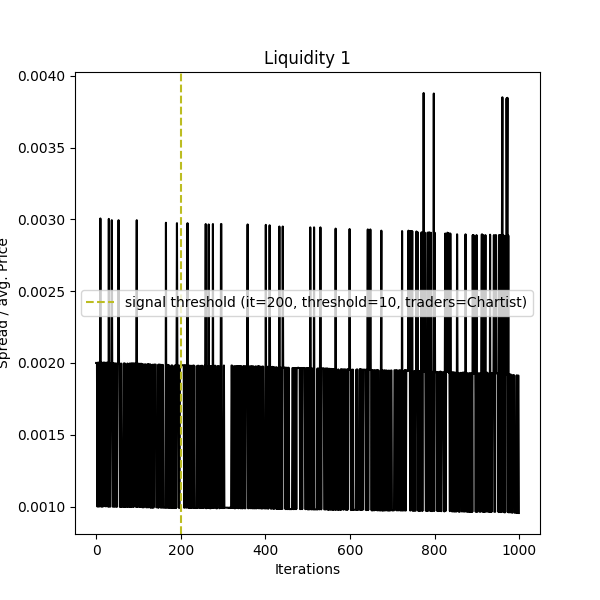 Liquidity 1
0.0040
0.0035
0.0030
0.0025
0.0020
0.0015
0.0010
Spread / avg. Price
signal threshold (it=200, threshold=10, traders=Chartist)
0 200 400 600 800 1000
Iterations